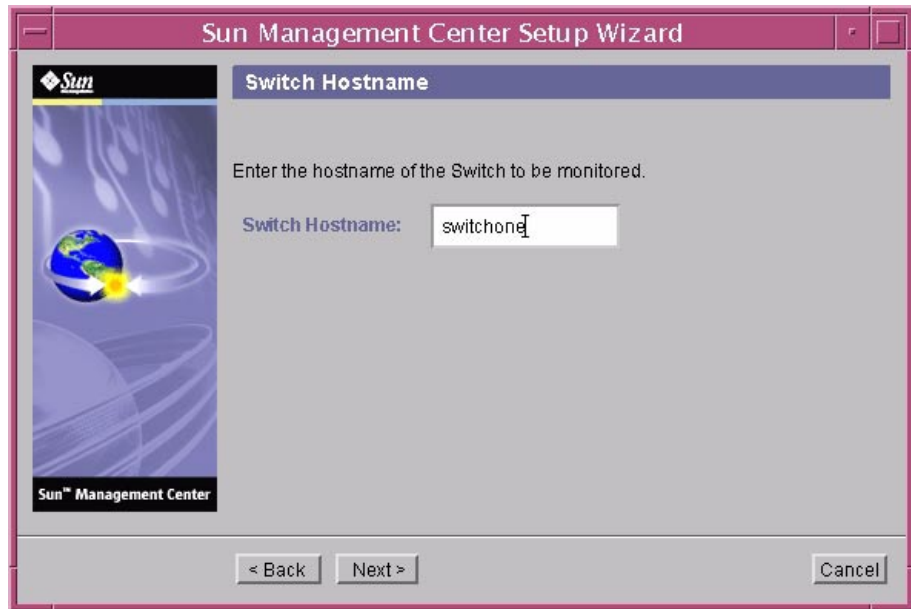 Sun Management Center Setup Wizard
Sun
Switch Hostname
Enter the hostname of the Switch to be monitored.
Switch Hostname:
switchone
Sun™ Management Center
< Back
Next >
Cancel